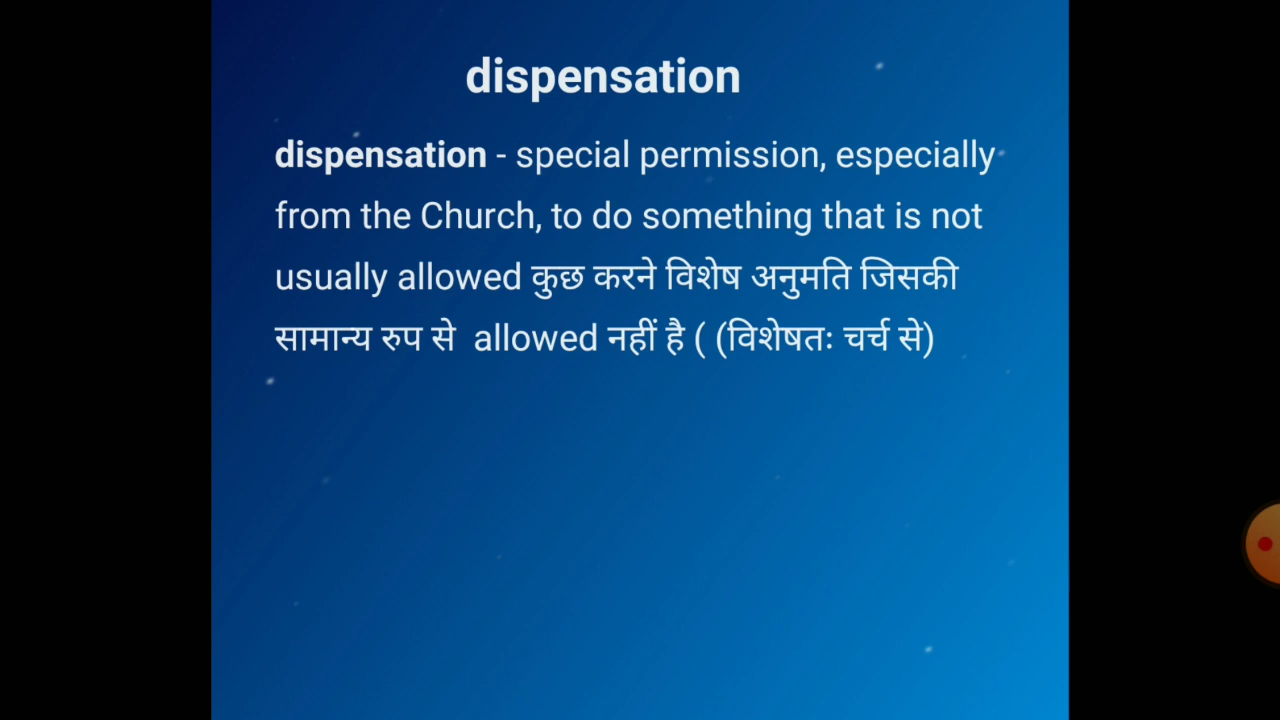 dispensation
dispensation - special permission, especially
from the Church, to do something that is not
usually allowed कुछ करने विशेष अनुमति जिसकी
सामान्य रुप से allowed नहीं है ( (विशेषतः चर्च से)